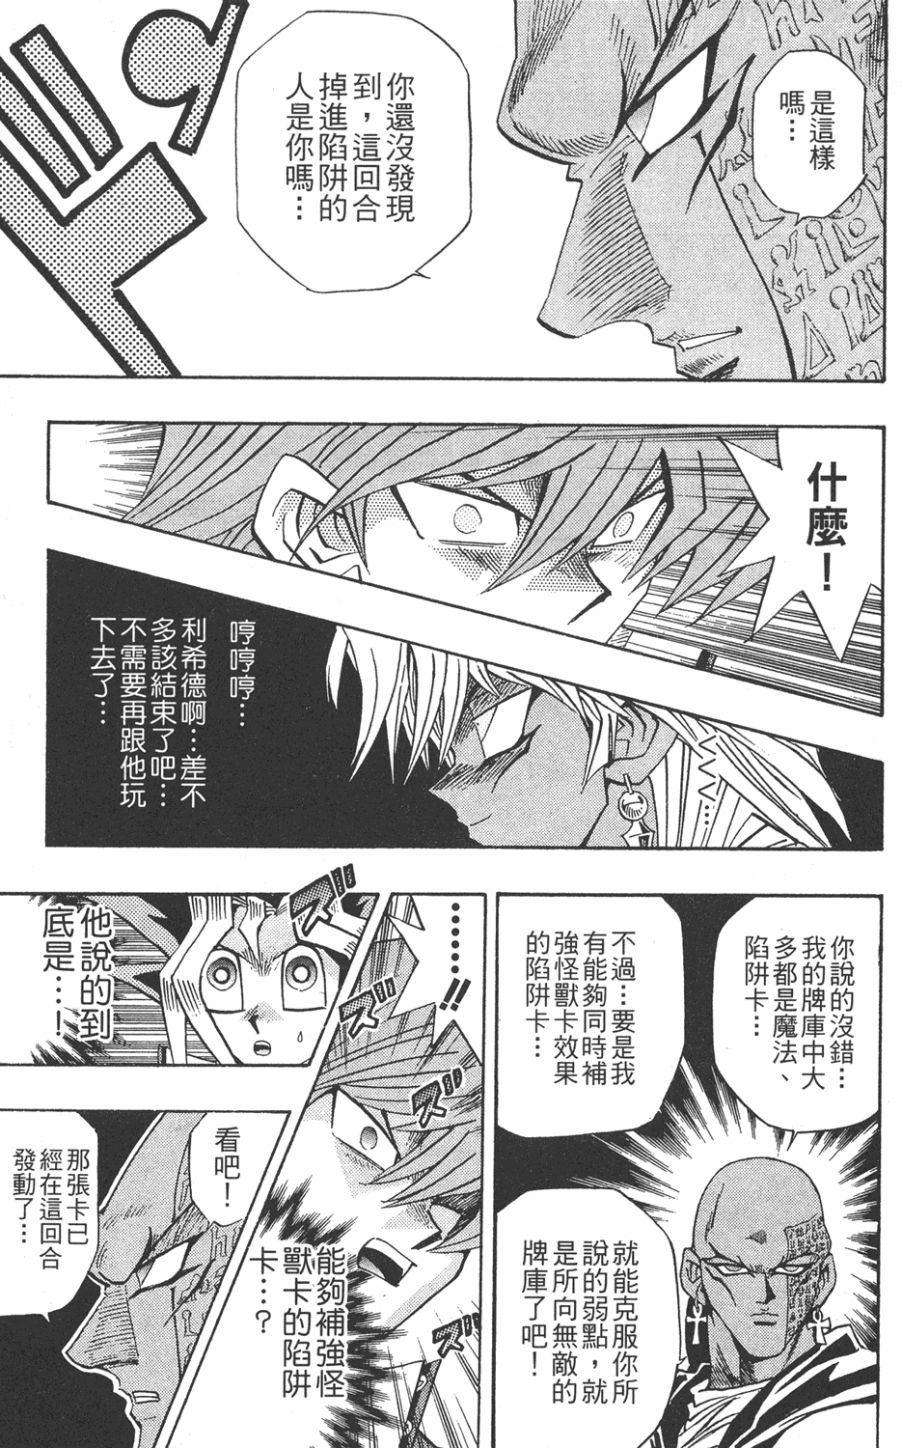 是這樣
嗎…
你還沒發現
到，這回合
掉進陷阱的
人是你嗎…
ド
什麼！
哼哼哼…
利希德啊…差不
多該結束了吧…
不需要再跟他玩
下去了…
你說的沒錯…
我的牌庫中大
多都是魔法、
陷阱卡…
不過…要是我
有能夠同時補
強怪獸卡效果
的陷阱卡…
就能克服你所
說的弱點，就
是所向無敵的
牌庫了吧！
……!!
ズズ
ズズ
能夠補強怪
獸卡的陷阱
卡…？
他說的到
底是…！
看吧！
那張卡已
經在這回合
發動了…